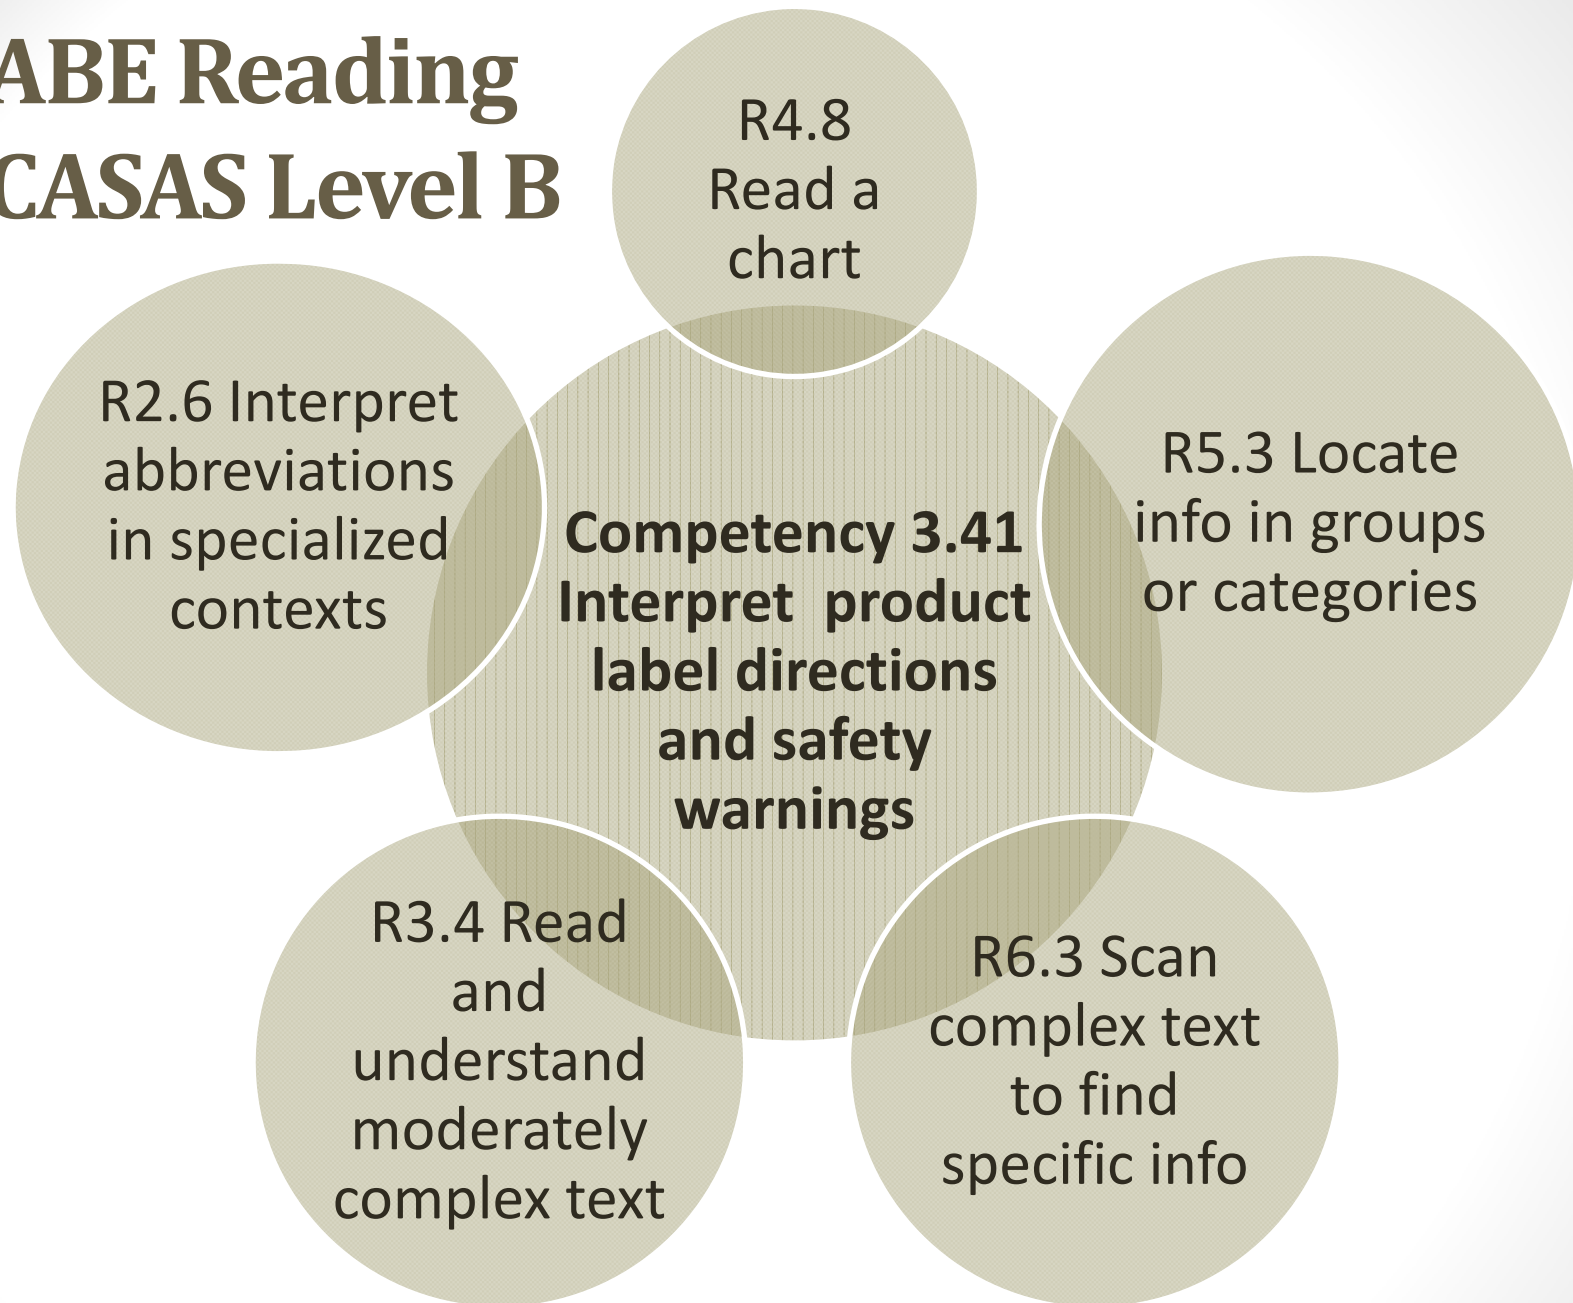 ABE Reading
CASAS Level B
R4.8
Read a
chart
R2.6 Interpret
abbreviations
in specialized
contexts
R5.3 Locate
info in groups
or categories
Competency 3.41
Interpret product
label directions
and safety
warnings
R3.4 Read
and
understand
moderately
complex text
R6.3 Scan
complex text
to find
specific info